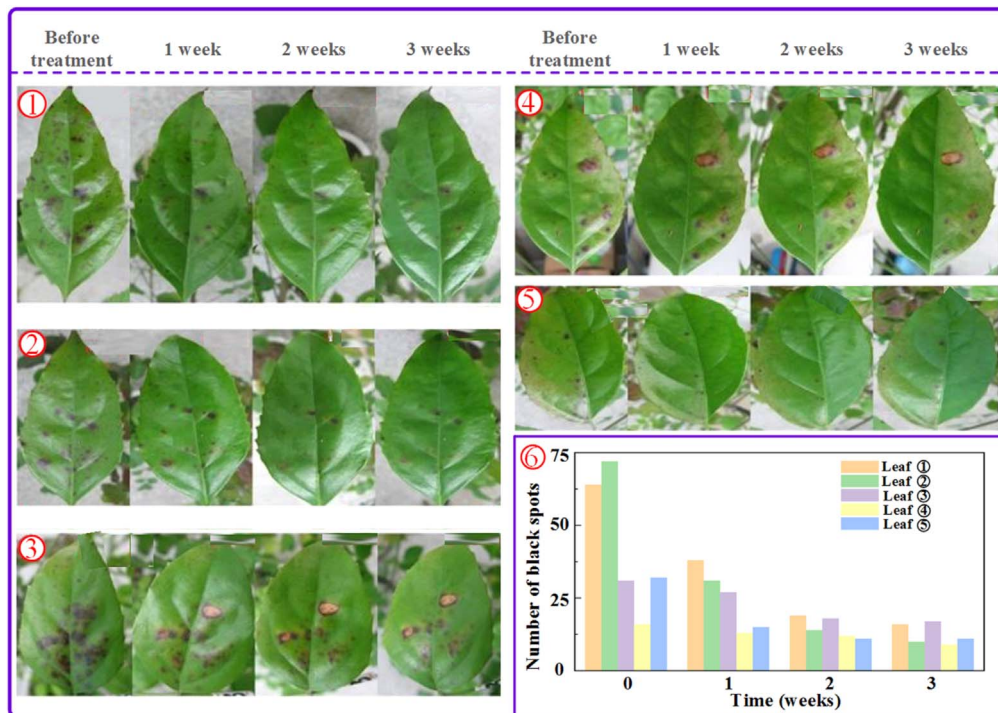 Before
treatment
1 week
2 weeks
3 weeks
Before
treatment
1 week
2 weeks
3 weeks
①
②
③
④
⑤
⑥
Number of black spots
75
50
25
0
Leaf ①
Leaf ②
Leaf ③
Leaf ④
Leaf ⑤
0 1 2 3
Time (weeks)